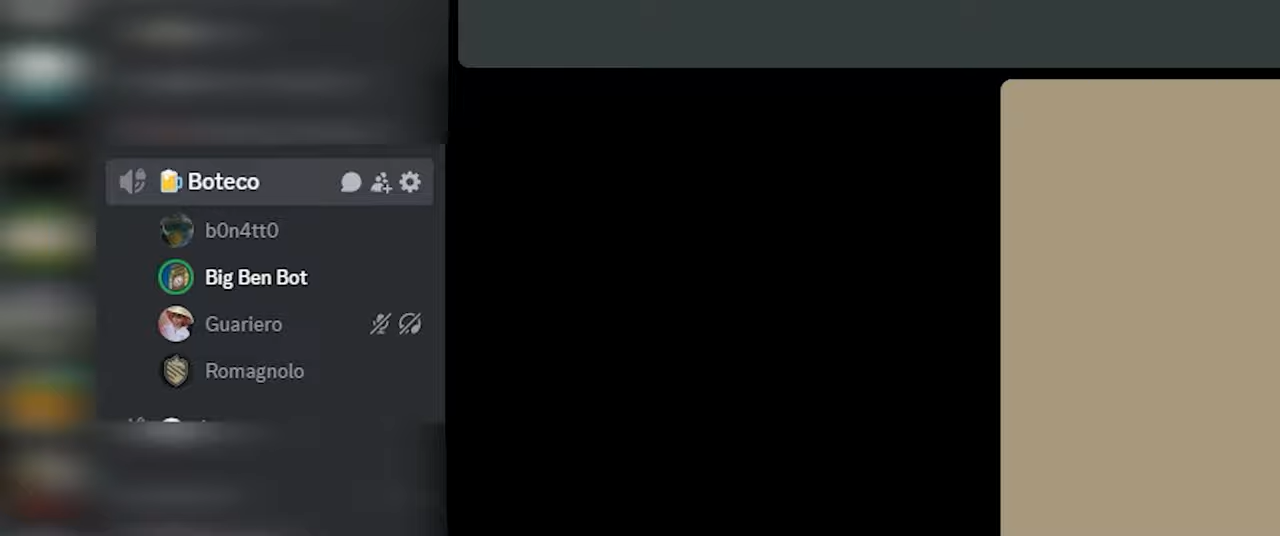 🍺 Boteco
b0n4tt0
Big Ben Bot
Guariero
Romagnolo